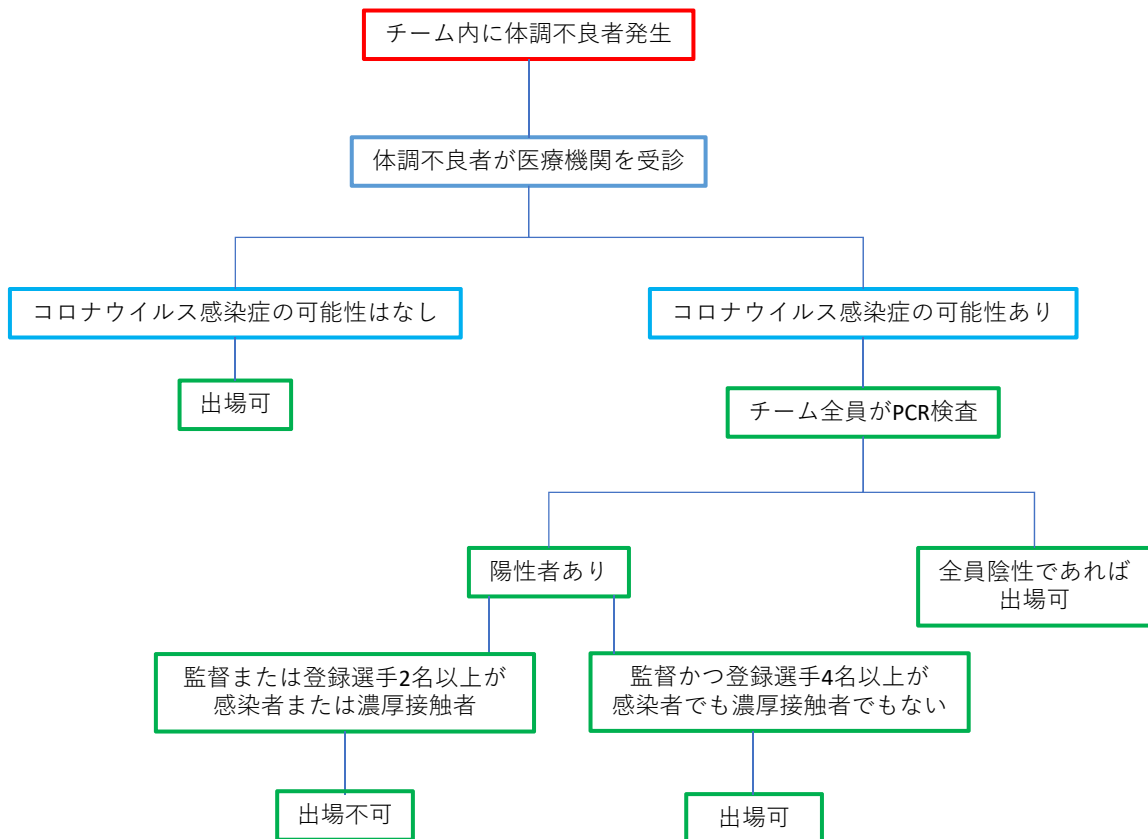 チーム内に体調不良者発生
体調不良者が医療機関を受診
コロナウイルス感染症の可能性はなし
コロナウイルス感染症の可能性あり
出場可
チーム全員がPCR検査
陽性者あり
全員陰性であれば
出場可
監督または登録選手2名以上が
感染者または濃厚接触者
監督かつ登録選手4名以上が
感染者でも濃厚接触者でもない
出場不可
出場可